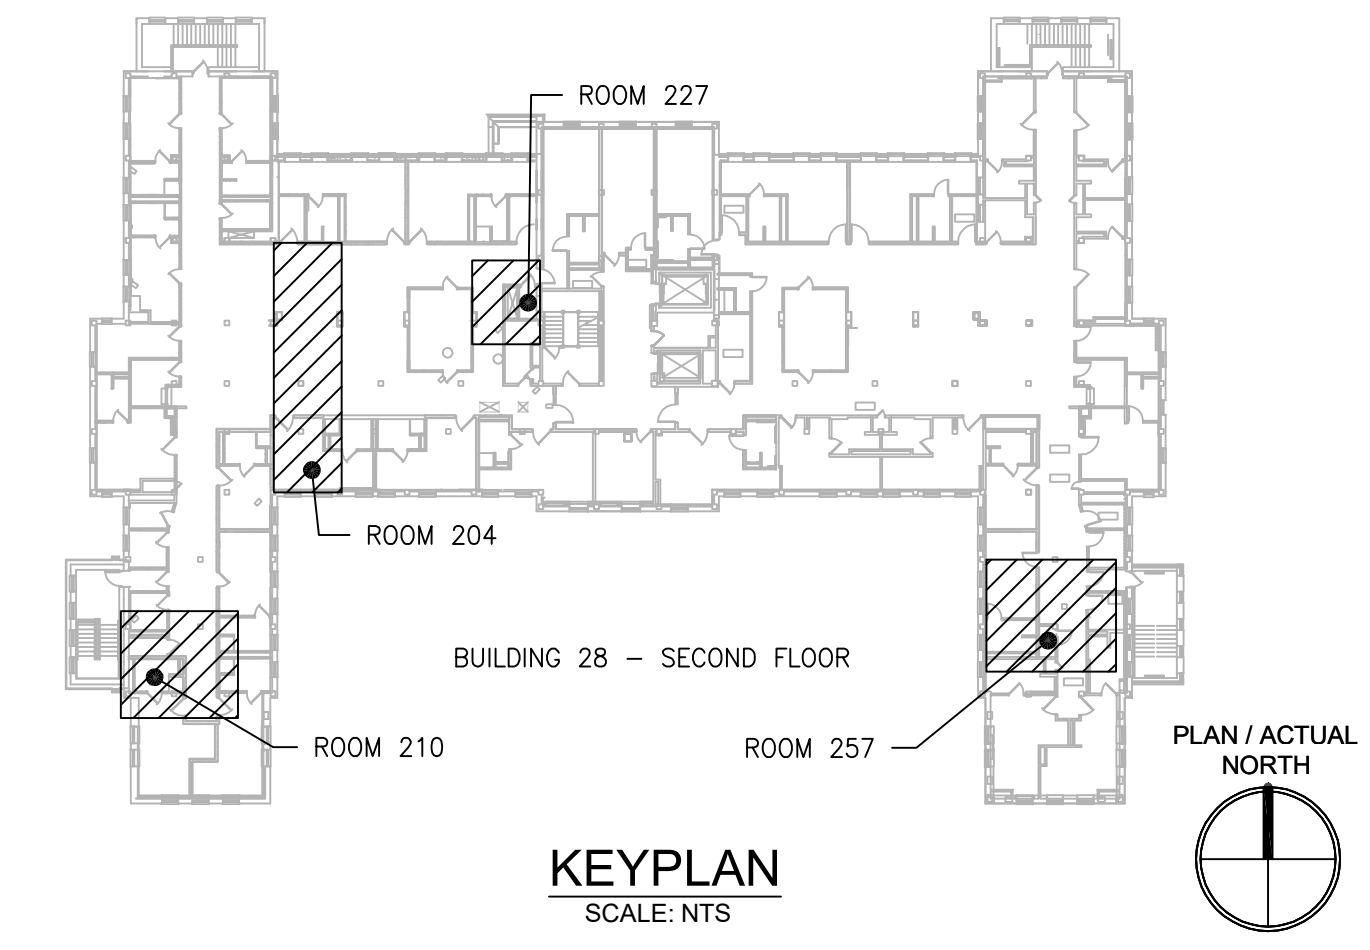 ROOM 227
ROOM 204
BUILDING 28 – SECOND FLOOR
ROOM 210
ROOM 257
PLAN / ACTUAL
NORTH
KEYPLAN
SCALE: NTS